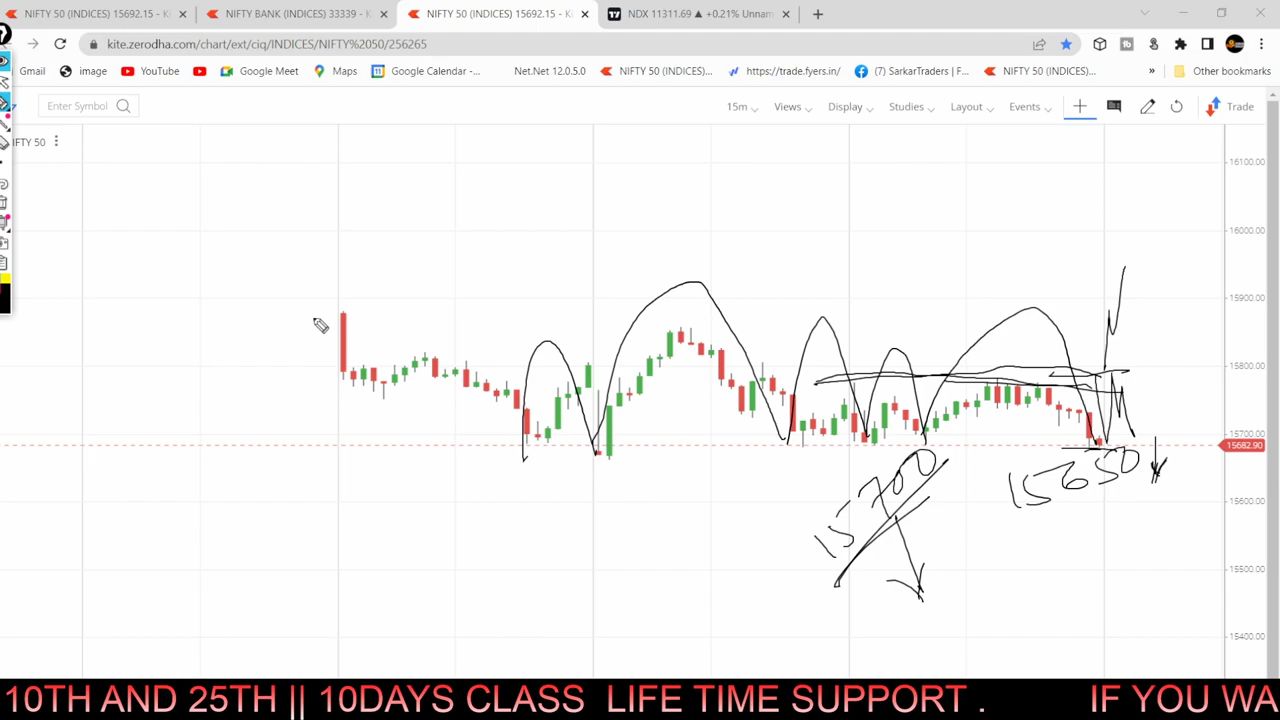 NIFTY 50 (INDICES) 15692.15 - Ki
NIFTY BANK (INDICES) 33339 - Ki
NIFTY 50 (INDICES) 15692.15 - Ki
NDX 11311.69 ▲ +0.21% Unnam
kite.zerodha.com/chart/ext/ciq/INDICES/NIFTY%2050/256265
Gmail
image
YouTube
Google Meet
Maps
Google Calendar -...
Net.Net 12.0.5.0
NIFTY 50 (INDICES)...
https://trade.fyers.in/
(7) SarkarTraders | F...
NIFTY 50 (INDICES)...
»
Other bookmarks
Enter Symbol
15m
Views
Display
Studies
Layout
Events
Trade
IFTY 50
16100.00
16000.00
15900.00
15800.00
15700.00
15682.90
15600.00
15500.00
15400.00
15700
15650
10TH AND 25TH || 10DAYS CLASS LIFE TIME SUPPORT . IF YOU WA